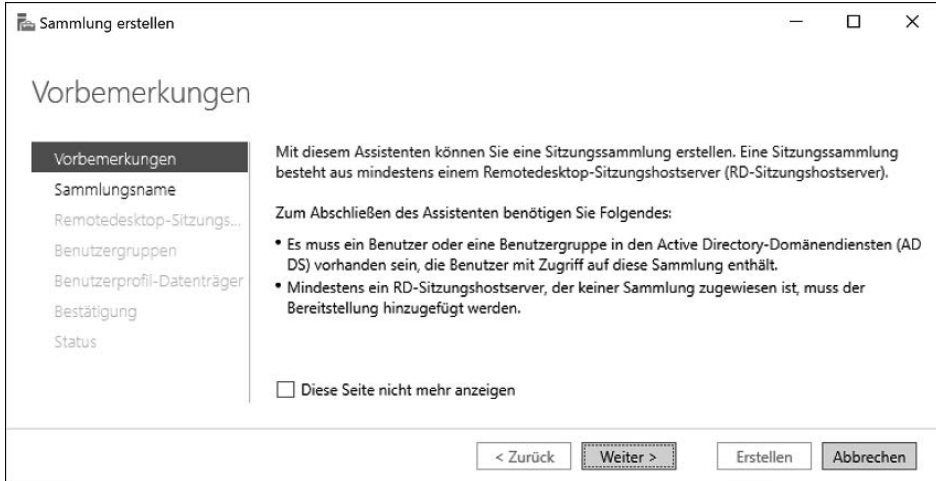 Sammlung erstellen
Vorbemerkungen
Vorbemerkungen
Sammlungsname
Remotedesktop-Sitzungs...
Benutzergruppen
Benutzerprofil-Datenträger
Bestätigung
Status
Mit diesem Assistenten können Sie eine Sitzungssammlung erstellen. Eine Sitzungssammlung
besteht aus mindestens einem Remotedesktop-Sitzungshostserver (RD-Sitzungshostserver).
Zum Abschließen des Assistenten benötigen Sie Folgendes:
• Es muss ein Benutzer oder eine Benutzergruppe in den Active Directory-Domänendiensten (AD
DS) vorhanden sein, die Benutzer mit Zugriff auf diese Sammlung enthält.
• Mindestens ein RD-Sitzungshostserver, der keiner Sammlung zugewiesen ist, muss der
Bereitstellung hinzugefügt werden.
Diese Seite nicht mehr anzeigen
< Zurück
Weiter >
Erstellen
Abbrechen